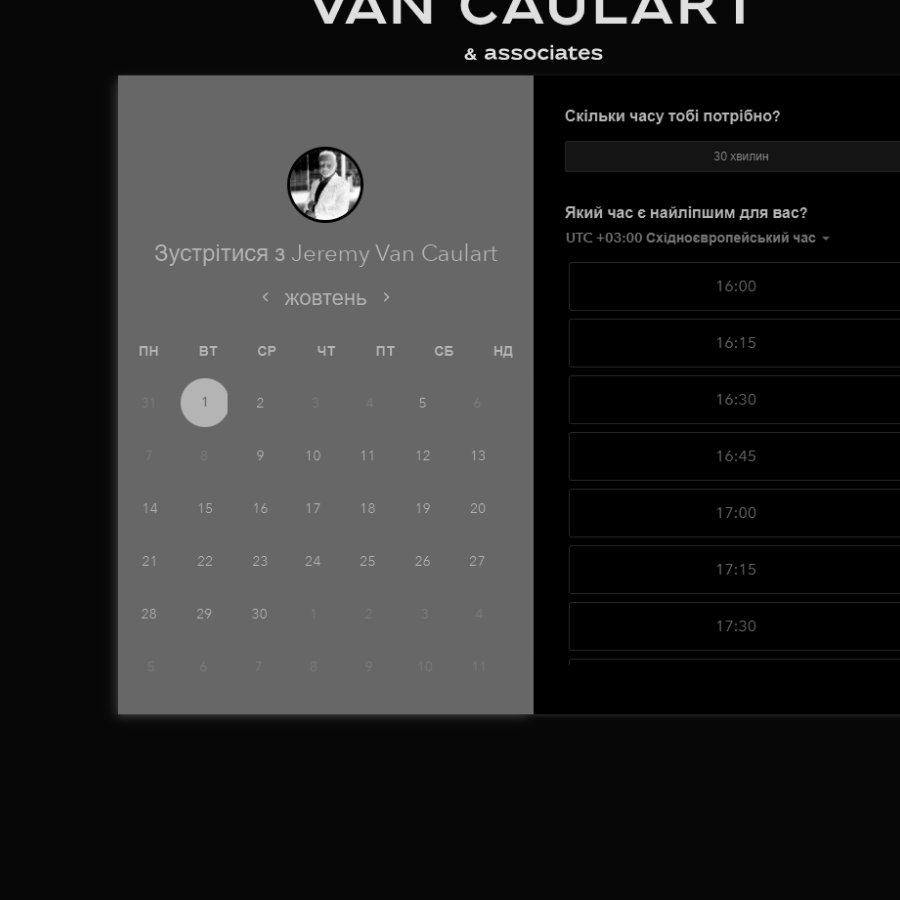 VAN CAULART
& associates
Зустрітися з Jeremy Van Caulart
жовтень
ПН ВТ СР ЧТ ПТ СБ НД
31 1 2 3 4 5 6
7 8 9 10 11 12 13
14 15 16 17 18 19 20
21 22 23 24 25 26 27
28 29 30 1 2 3 4
5 6 7 8 9 10 11
Скільки часу тобі потрібно?
30 хвилин
Який час є найліпшим для вас?
UTC +03:00 Східноєвропейський час
16:00
16:15
16:30
16:45
17:00
17:15
17:30